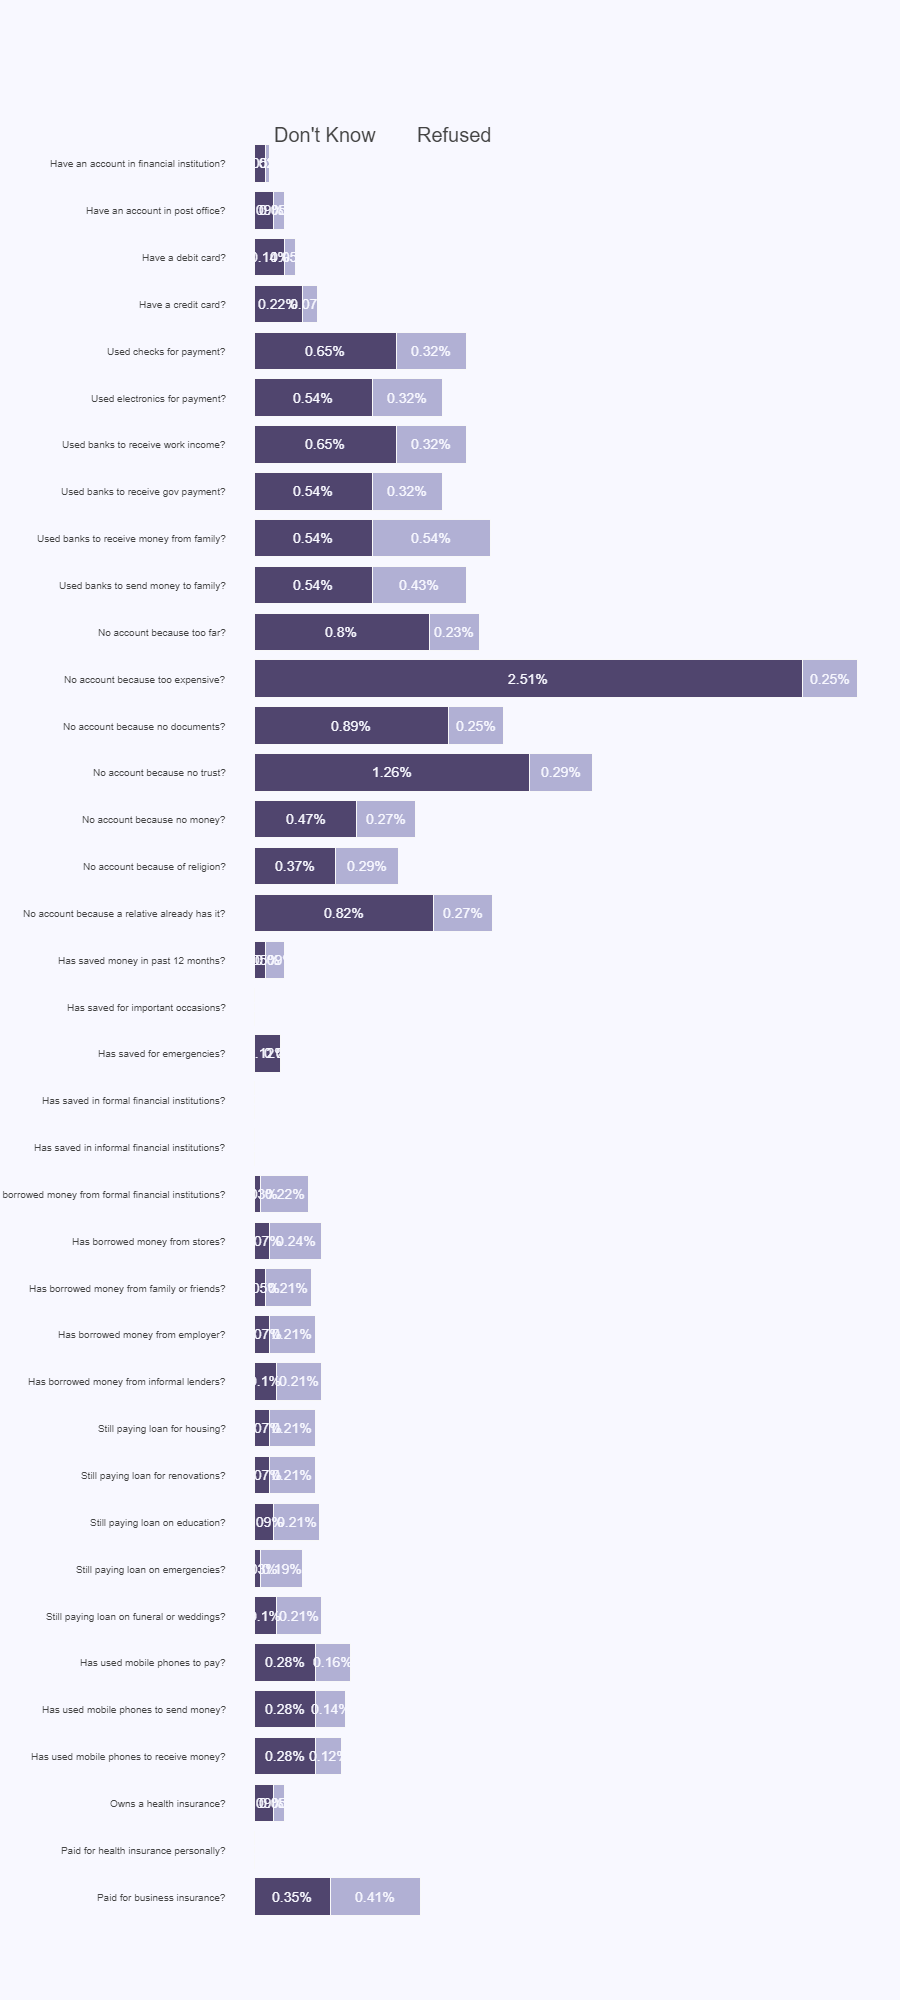 Don't Know Refused
Have an account in financial institution?
Have an account in post office?
Have a debit card?
Have a credit card? 0.22%
Used checks for payment? 0.65% 0.32%
Used electronics for payment? 0.54% 0.32%
Used banks to receive work income? 0.65% 0.32%
Used banks to receive gov payment? 0.54% 0.32%
Used banks to receive money from family? 0.54% 0.54%
Used banks to send money to family? 0.54% 0.43%
No account because too far? 0.8% 0.23%
No account because too expensive? 2.51% 0.25%
No account because no documents? 0.89% 0.25%
No account because no trust? 1.26% 0.29%
No account because no money? 0.47% 0.27%
No account because of religion? 0.37% 0.29%
No account because a relative already has it? 0.82% 0.27%
Has saved money in past 12 months?
Has saved for important occasions?
Has saved for emergencies?
Has saved in formal financial institutions?
Has saved in informal financial institutions?
borrowed money from formal financial institutions? 0.22%
Has borrowed money from stores? 0.24%
Has borrowed money from family or friends? 0.21%
Has borrowed money from employer? 0.21%
Has borrowed money from informal lenders? 0.21%
Still paying loan for housing? 0.21%
Still paying loan for renovations? 0.21%
Still paying loan on education? 0.21%
Still paying loan on emergencies? 0.19%
Still paying loan on funeral or weddings? 0.21%
Has used mobile phones to pay? 0.28% 0.16%
Has used mobile phones to send money? 0.28% 0.14%
Has used mobile phones to receive money? 0.28% 0.12%
Owns a health insurance?
Paid for health insurance personally?
Paid for business insurance? 0.35% 0.41%